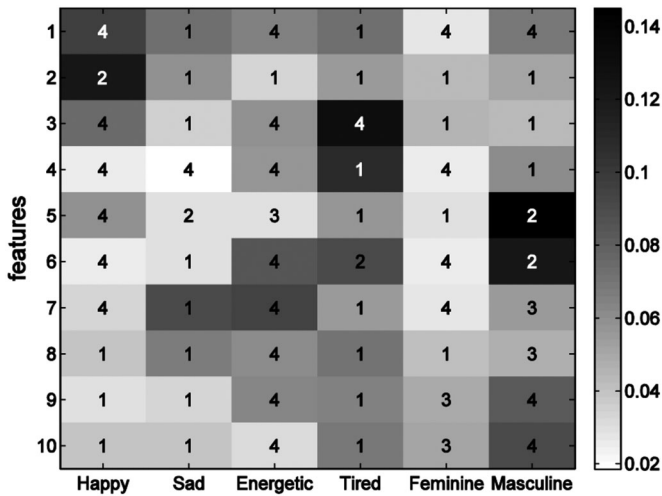 1 4 1 4 1 4 4 0.14
2 2 1 1 1 1 1 0.12
3 4 1 4 4 1 1
4 4 4 4 1 4 1 0.10
features 5 4 2 3 1 1 2
6 4 1 4 2 4 2 0.08
7 4 1 4 1 4 3 0.06
8 1 1 4 1 1 3
9 1 1 4 1 3 4 0.04
10 1 1 4 1 3 4 0.02
Happy Sad Energetic Tired Feminine Masculine